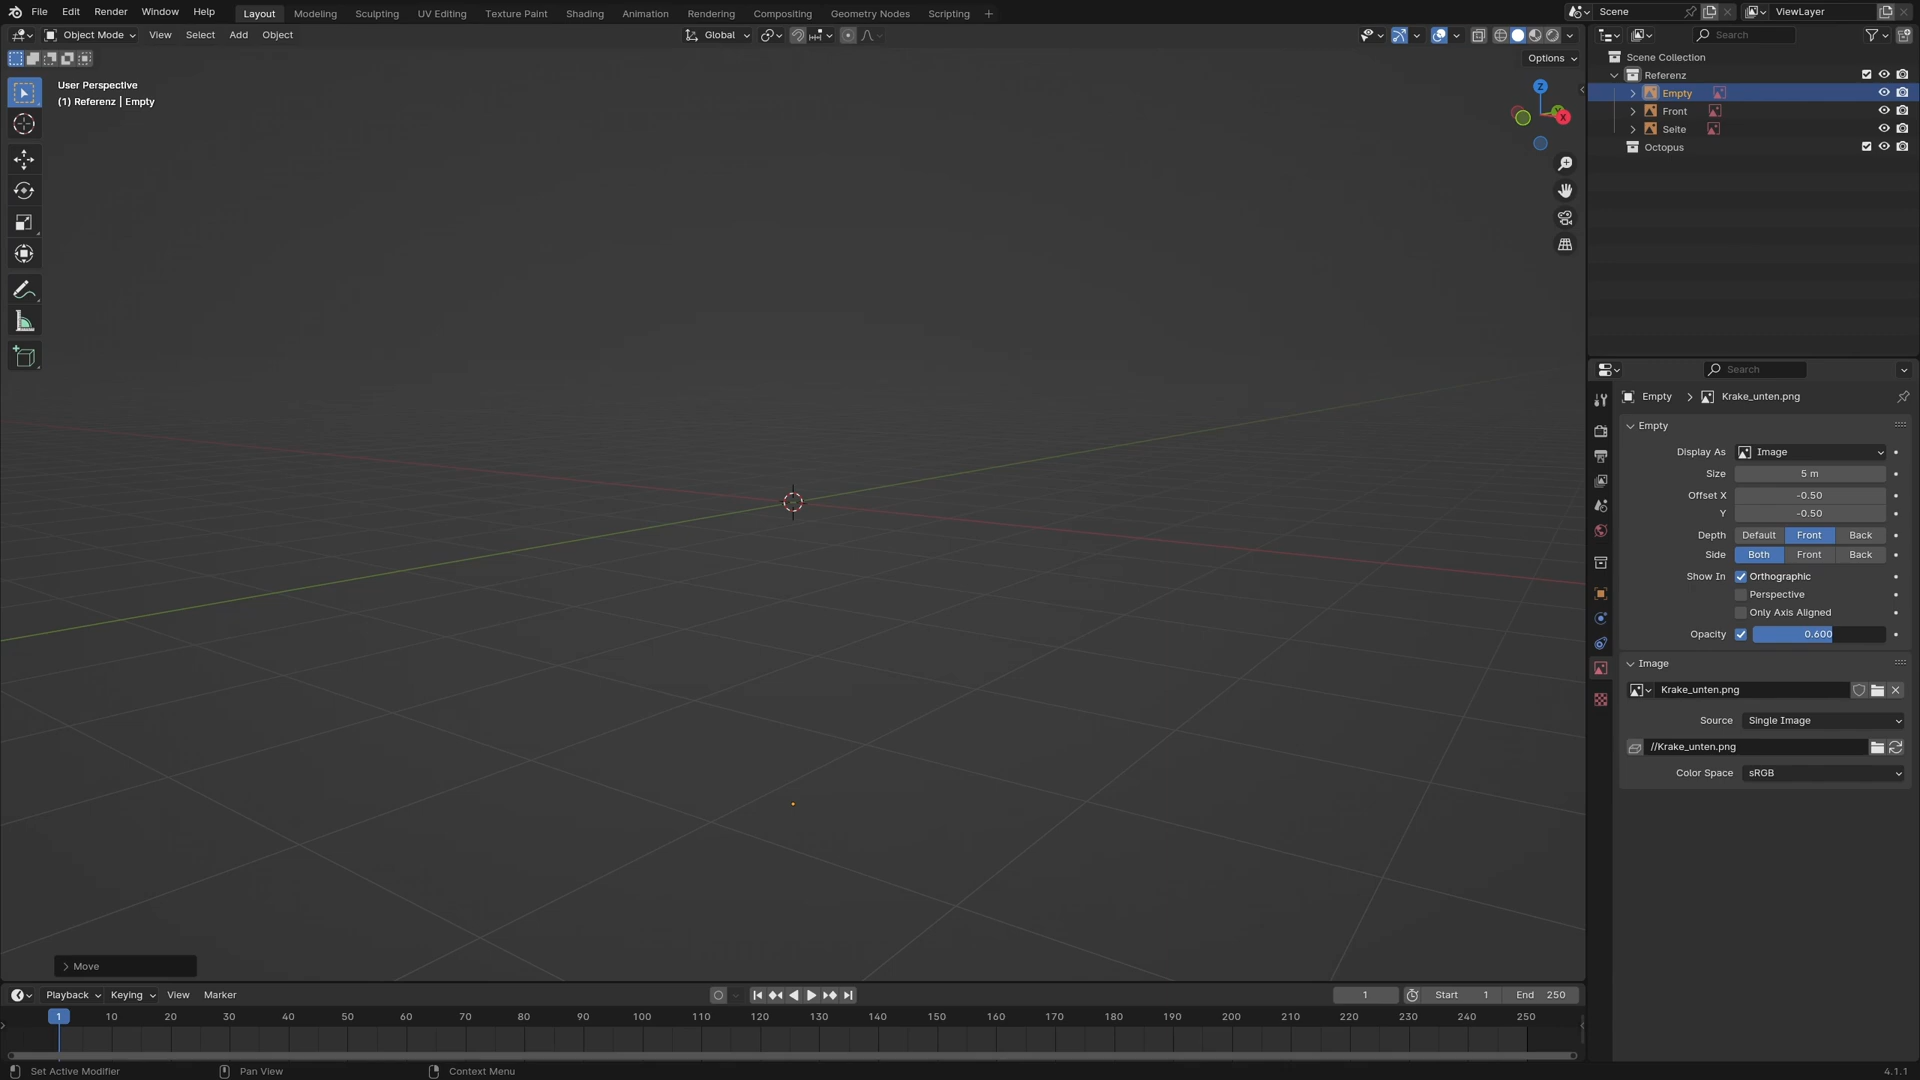 File Edit Render Window Help Layout Modeling Sculpting UV Editing Texture Paint Shading Animation Rendering Compositing Geometry Nodes Scripting + Scene ViewLayer
Object Mode View Select Add Object Global Search
Options
User Perspective
(1) Referenz | Empty
Z
Y
X
Scene Collection
Referenz
Empty
Front
Seite
Octopus
Search
Empty > Krake_unten.png
Empty
Display As Image
Size 5 m
Offset X -0.50
Y -0.50
Depth Default Front Back
Side Both Front Back
Show In Orthographic
Perspective
Only Axis Aligned
Opacity 0.600
Image
Krake_unten.png
Source Single Image
//Krake_unten.png
Color Space sRGB
> Move
Playback Keying View Marker 1 Start 1 End 250
1 10 20 30 40 50 60 70 80 90 100 110 120 130 140 150 160 170 180 190 200 210 220 230 240 250
Set Active Modifier Pan View Context Menu 4.1.1